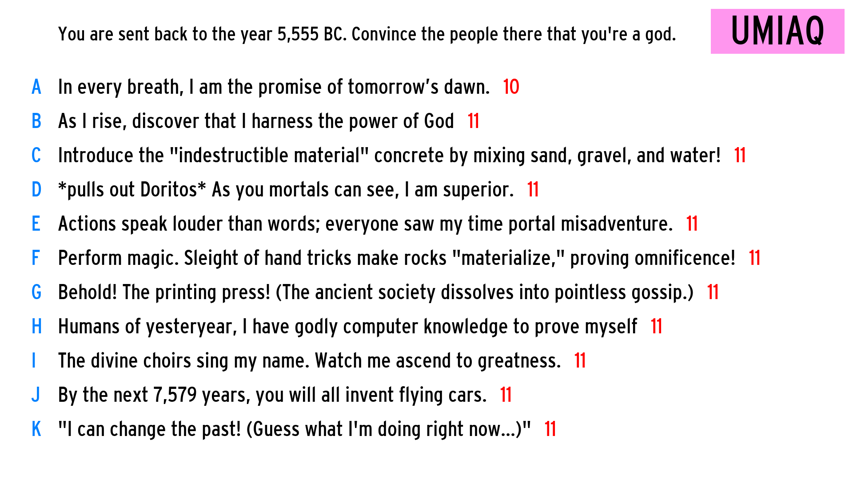 You are sent back to the year 5,555 BC. Convince the people there that you're a god.
UMIAQ
A In every breath, I am the promise of tomorrow’s dawn. 10
B As I rise, discover that I harness the power of God 11
C Introduce the "indestructible material" concrete by mixing sand, gravel, and water! 11
D *pulls out Doritos* As you mortals can see, I am superior. 11
E Actions speak louder than words; everyone saw my time portal misadventure. 11
F Perform magic. Sleight of hand tricks make rocks "materialize," proving omnificence! 11
G Behold! The printing press! (The ancient society dissolves into pointless gossip.) 11
H Humans of yesteryear, I have godly computer knowledge to prove myself 11
I The divine choirs sing my name. Watch me ascend to greatness. 11
J By the next 7,579 years, you will all invent flying cars. 11
K "I can change the past! (Guess what I'm doing right now...)" 11